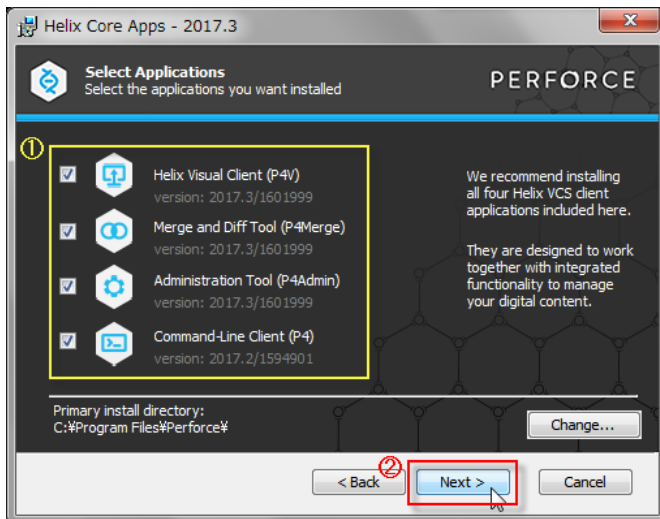 Helix Core Apps - 2017.3
Select Applications
Select the applications you want installed
PERFORCE
①
Helix Visual Client (P4V)
version: 2017.3/1601999
Merge and Diff Tool (P4Merge)
version: 2017.3/1601999
Administration Tool (P4Admin)
version: 2017.3/1601999
Command-Line Client (P4)
version: 2017.2/1594901
We recommend installing
all four Helix VCS client
applications included here.
They are designed to work
together with integrated
functionality to manage
your digital content.
Primary install directory:
C:¥Program Files¥Perforce¥
Change...
②
< Back
Next >
Cancel